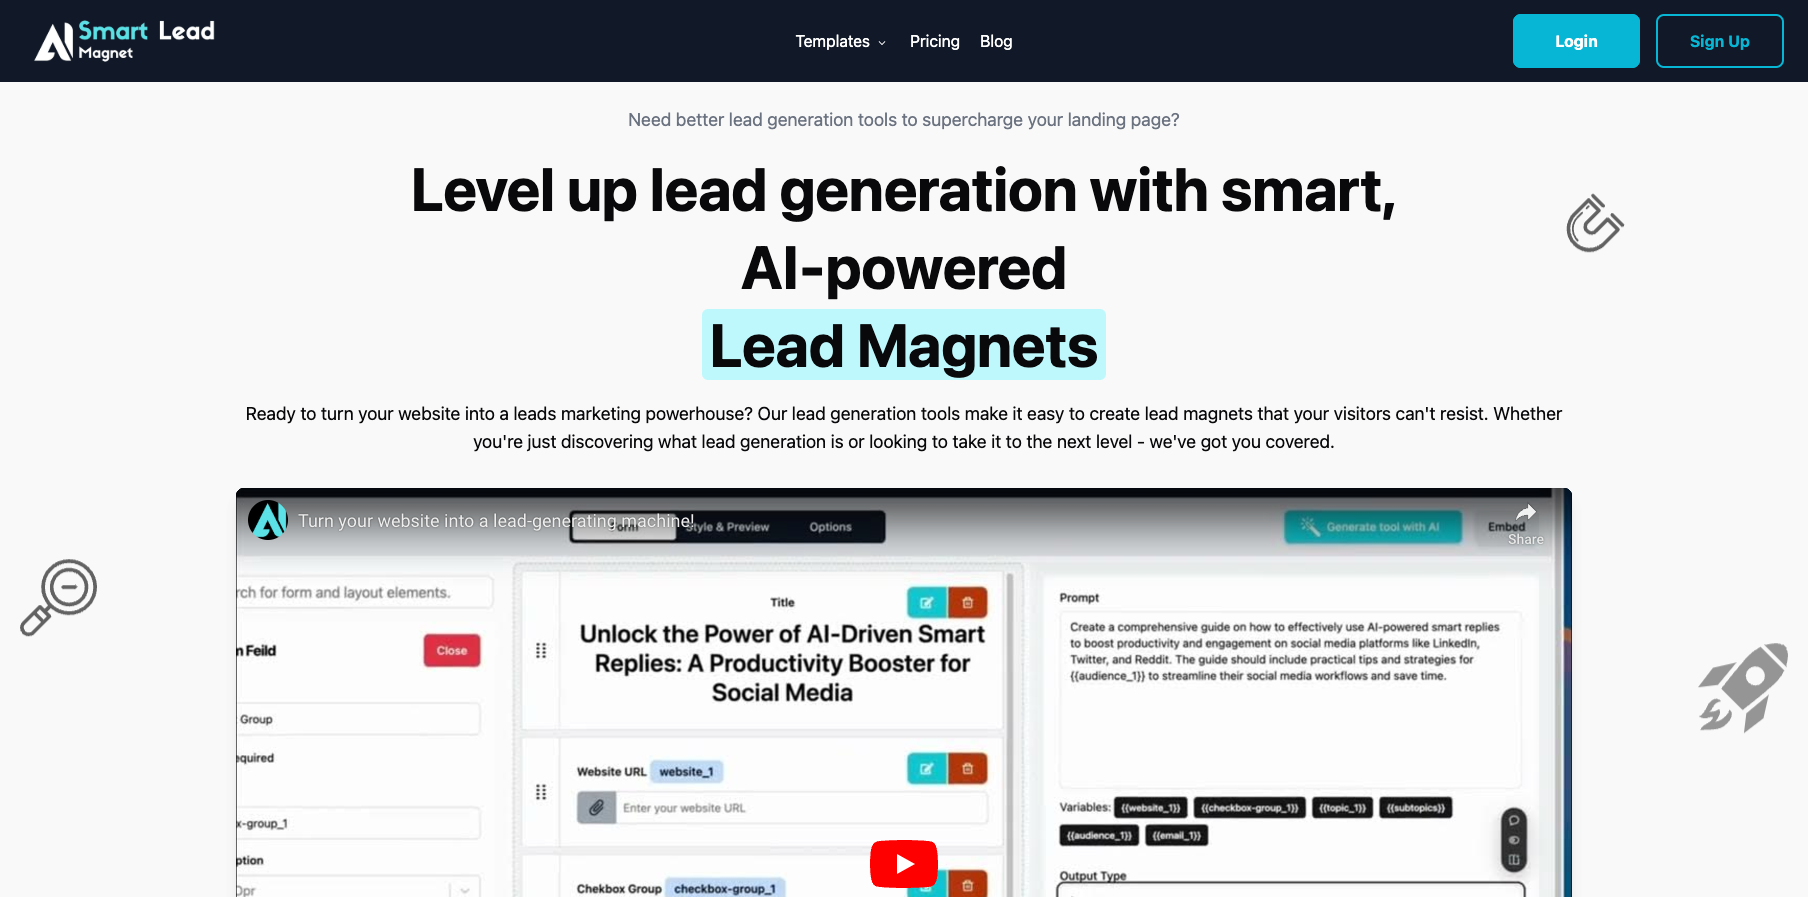 Smart Lead
Magnet
Templates
Pricing
Blog
Login
Sign Up
Need better lead generation tools to supercharge your landing page?
Level up lead generation with smart,
AI-powered
Lead Magnets
Ready to turn your website into a leads marketing powerhouse? Our lead generation tools make it easy to create lead magnets that your visitors can't resist. Whether
you're just discovering what lead generation is or looking to take it to the next level - we've got you covered.
Turn your website into a lead-generating machine!
Form
Style & Preview
Options
Generate tool with AI
Embed
Share
rch for form and layout elements.
n Feild
Close
Group
equired
x-group_1
ption
Opr
Title
Unlock the Power of AI-Driven Smart
Replies: A Productivity Booster for
Social Media
Website URL website_1
Enter your website URL
Chekbox Group checkbox-group_1
Prompt
Create a comprehensive guide on how to effectively use AI-powered smart replies
to boost productivity and engagement on social media platforms like LinkedIn,
Twitter, and Reddit. The guide should include practical tips and strategies for
{{audience_1}} to streamline their social media workflows and save time.
Variables: {{website_1}} {{checkbox-group_1}} {{topic_1}} {{subtopics}}
{{audience_1}} {{email_1}}
Output Type